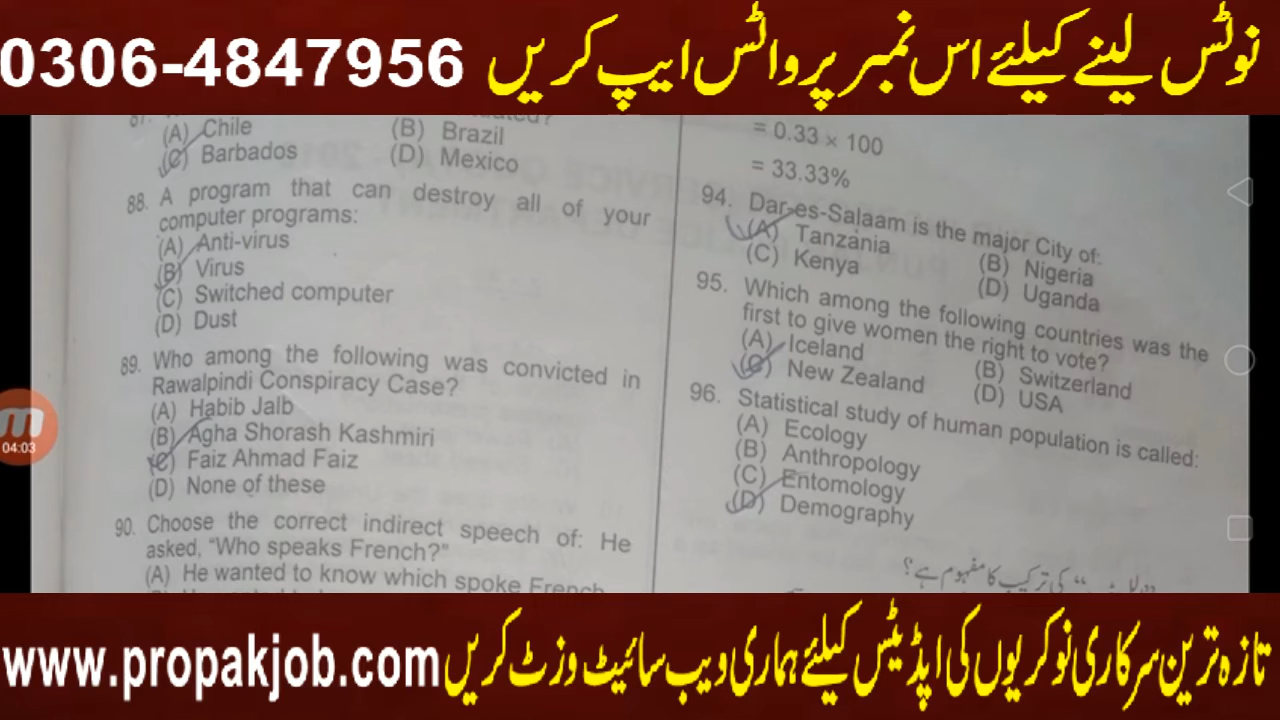 نوٹس لینے کیلئے اس نمبر پر واٹس ایپ کریں 0306-4847956
87.
(A) Chile
(B) Brazil
(C) Barbados
(D) Mexico
88. A program that can destroy all of your
computer programs:
(A) Anti-virus
(B) Virus
(C) Switched computer
(D) Dust
89. Who among the following was convicted in
Rawalpindi Conspiracy Case?
(A) Habib Jalb
(B) Agha Shorash Kashmiri
(C) Faiz Ahmad Faiz
(D) None of these
90. Choose the correct indirect speech of: He
asked, "Who speaks French?"
(A) He wanted to know which spoke French
= 0.33 × 100
= 33.33%
94. Dar-es-Salaam is the major City of:
(A) Tanzania
(B) Nigeria
(C) Kenya
(D) Uganda
95. Which among the following countries was the
first to give women the right to vote?
(A) Iceland
(B) Switzerland
(C) New Zealand
(D) USA
96. Statistical study of human population is called:
(A) Ecology
(B) Anthropology
(C) Entomology
(D) Demography
کی ترکیب کا مفہوم ہے؟
04:03
تازہ ترین سرکاری نوکریوں کی اپڈیٹس کیلئے ہماری ویب سائیٹ وزٹ کریں www.propakjob.com